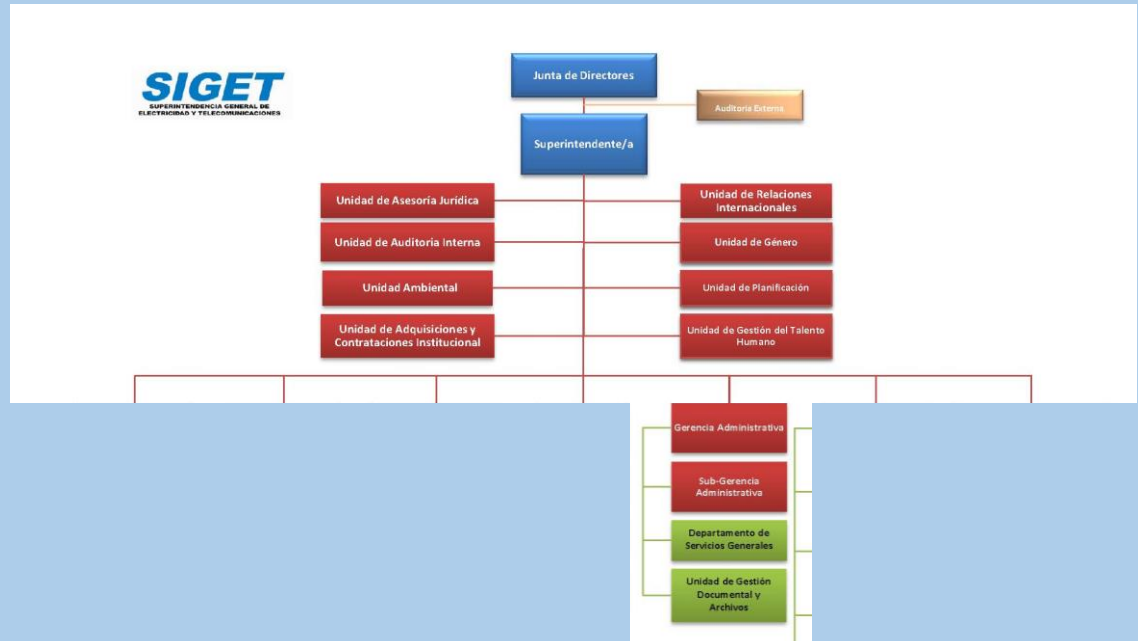 SIGET
SUPERINTENDENCIA GENERAL DE
ELECTRICIDAD Y TELECOMUNICACIONES
Junta de Directores
Auditoría Externa
Superintendente/a
Unidad de Asesoría Jurídica
Unidad de Relaciones
Internacionales
Unidad de Auditoria Interna
Unidad de Género
Unidad Ambiental
Unidad de Planificación
Unidad de Adquisiciones y
Contrataciones Institucional
Unidad de Gestión del Talento
Humano
Gerencia Administrativa
Sub-Gerencia
Administrativa
Departamento de
Servicios Generales
Unidad de Gestión
Documental y
Archivos